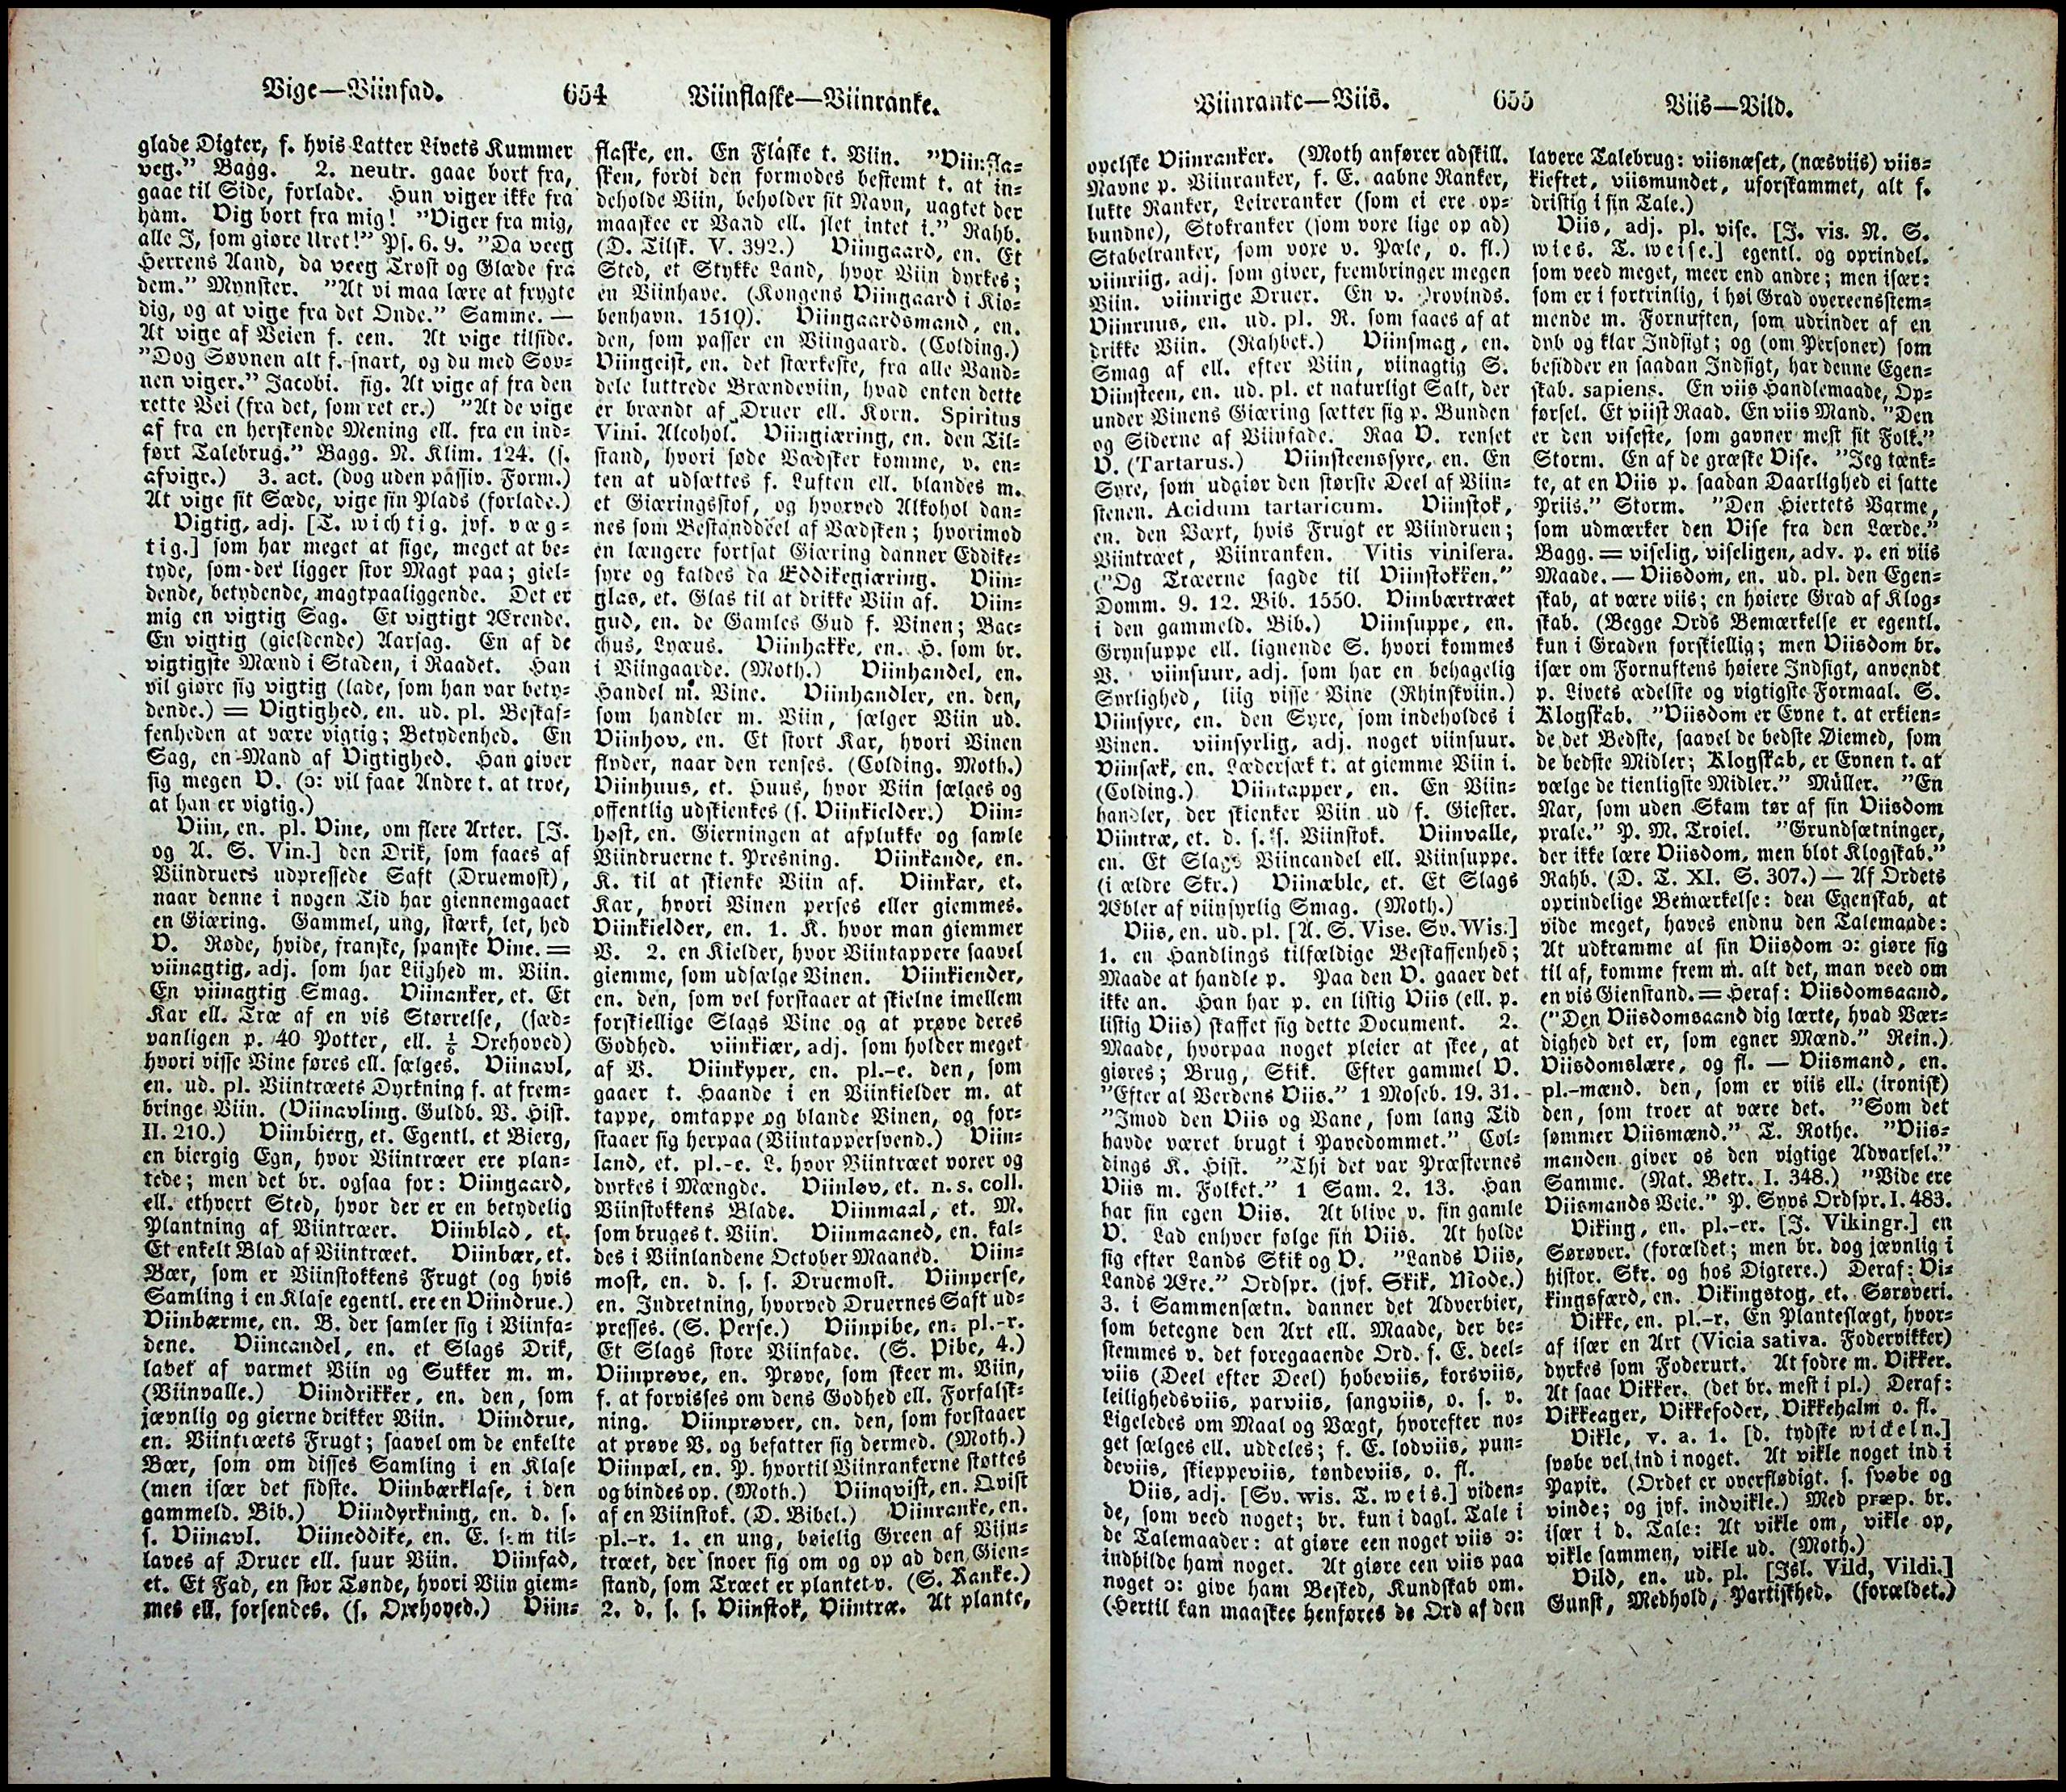 Vige—Viinfad.
654
Viinflaske—Viinranke.
glade Digter, f. hvis Latter Livets Kummer
veg." Bagg. 2. neutr. gaae bort fra,
gaae til Side, forlade. Hun viger ikke fra
ham. Vig bort fra mig! "Viger fra mig,
alle I, som giøre Uret!" Ps. 6. 9. "Da veeg
Herrens Aand, da veeg Trost og Glæde fra
dem." Mynster. "At vi maa lære at frygte
dig, og at vige fra det Onde." Samme. —
At vige af Veien f. een. At vige tilside.
"Dog Søvnen alt f. snart, og du med Søv-
nen viger." Jacobi. fig. At vige af fra den
rette Vei (fra det, som ret er.) "At de vige
af fra en herskende Mening ell. fra en ind-
ført Talebrug." Bagg. N. Klim. 124. (s.
afvige.) 3. act. (dog uden passiv. Form.)
At vige sit Sæde, vige sin Plads (forlade.)
Vigtig, adj. [T. wichtig. jvf. væg-
tig.] som har meget at sige, meget at be-
tyde, som der ligger stor Magt paa; giel-
dende, betydende, magtpaaliggende. Det er
mig en vigtig Sag. Et vigtigt Ærende.
En vigtig (gieldende) Aarsag. En af de
vigtigste Mænd i Staden, i Raadet. Han
vil giøre sig vigtig (lade, som han var bety-
dende.) = Vigtighed, en. ud. pl. Beskaf-
fenheden at være vigtig; Betydenhed. En
Sag, en Mand af Vigtighed. Han giver
sig megen V. (ɔ: vil faae Andre t. at troe,
at han er vigtig.)
Viin, en. pl. Vine, om flere Arter. [I.
og A. S. Vin.] den Drik, som faaes af
Viindruers udpressede Saft (Druemost),
naar denne i nogen Tid har giennemgaaet
en Giæring. Gammel, ung, stærk, let, hed
V. Røde, hvide, franske, spanske Vine. =
viinagtig, adj. som har Liighed m. Viin.
En viinagtig Smag. Viinanker, et. Et
Kar ell. Træ af en vis Størrelse, (sæd-
vanligen p. 40 Potter, ell. 1/6 Oxehoved)
hvori visse Vine føres ell. sælges. Viinavl,
en. ud. pl. Viintræets Dyrkning f. at frem-
bringe Viin. (Viinavling. Guldb. V. Hist.
II. 210.) Viinbierg, et. Egentl. et Bierg,
en biergig Egn, hvor Viintræer ere plan-
tede; men det br. ogsaa for: Viingaard,
ell. ethvert Sted, hvor der er en betydelig
Plantning af Viintræer. Viinblad, et.
Et enkelt Blad af Viintræet. Viinbær, et.
Bær, som er Viinstokkens Frugt (og hvis
Samling i en Klase egentl. ere en Viindrue.)
Viinbærme, en. B. der samler sig i Viinfa-
dene. Viincandel, en. et Slags Drik,
lavet af varmet Viin og Sukker m. m.
(Viinvalle.) Viindrikker, en. den, som
jævnlig og gierne drikker Viin. Viindrue,
en. Viintræets Frugt; saavel om de enkelte
Bær, som om disses Samling i en Klase
(men især det sidste. Viinbærklase, i den
gammeld. Bib.) Viindyrkning, en. d. s.
s. Viinavl. Viineddike, en. E. som til-
laves af Druer ell. suur Viin. Viinfad,
et. Et Fad, en stor Tønde, hvori Viin giem-
mes ell. forsendes. (s. Oxehoved.) Viin-
flaske, en. En Flaske t. Viin. "Viinfla-
sken, fordi den formodes bestemt t. at in-
deholde Viin, beholder sit Navn, uagtet der
maaskee er Vand ell. slet intet i." Rahb.
(D. Tilsk. V. 392.) Viingaard, en. Et
Sted, et Stykke Land, hvor Viin dyrkes;
en Viinhave. (Kongens Viingaard i Kiø-
benhavn. 1510). Viingaardsmand, en.
den, som passer en Viingaard. (Colding.)
Viingeist, en. det stærkeste, fra alle Vand-
dele luttrede Brændeviin, hvad enten dette
er brændt af Druer ell. Korn. Spiritus
Vini. Alcohol. Viingiæring, en. den Til-
stand, hvori søde Vædsker komme, v. en-
ten at udsættes f. Luften ell. blandes m.
et Giæringsstof, og hvorved Alkohol dan-
nes som Bestanddeel af Vædsken; hvorimod
en længere fortsat Giæring danner Eddike-
syre og kaldes da Eddikegiæring. Viin-
glas, et. Glas til at drikke Viin af. Viin-
gud, en. de Gamles Gud f. Vinen; Bac-
chus, Lyæus. Viinhakke, en. H. som br.
i Viingaarde. (Moth.) Viinhandel, en.
Handel m. Vine. Viinhandler, en. den,
som handler m. Viin, sælger Viin ud.
Viinhov, en. Et stort Kar, hvori Vinen
flyder, naar den renses. (Colding. Moth.)
Viinhuus, et. Huus, hvor Viin sælges og
offentlig udskienkes (s. Viinkielder.) Viin-
høst, en. Gierningen at afplukke og samle
Viindruerne t. Presning. Viinkande, en.
K. til at skienke Viin af. Viinkar, et.
Kar, hvori Vinen perses eller giemmes.
Viinkielder, en. 1. K. hvor man giemmer
V. 2. en Kielder, hvor Viintappere saavel
giemme, som udsælge Vinen. Viinkiender,
en. den, som vel forstaaer at skielne imellem
forskiellige Slags Vine og at prøve deres
Godhed. viinkiær, adj. som holder meget
af V. Viinkyper, en. pl.-e. den, som
gaaer t. Haande i en Viinkielder m. at
tappe, omtappe og blande Vinen, og for-
staaer sig herpaa (Viintappersvend.) Viin-
land, et. pl.-e. L. hvor Viintræet voxer og
dyrkes i Mængde. Viinløv, et. n. s. coll.
Viinstokkens Blade. Viinmaal, et. M.
som bruges t. Viin. Viinmaaned, en. kal-
des i Viinlandene October Maaned. Viin-
most, en. d. s. s. Druemost. Viinperse,
en. Indretning, hvorved Druernes Saft ud-
presses. (S. Perse.) Viinpibe, en. pl.-r.
Et Slags store Viinfade. (S. Pibe, 4.)
Viinprøve, en. Prøve, som skeer m. Viin,
f. at forvisses om dens Godhed ell. Forfalsk-
ning. Viinprøver, en. den, som forstaaer
at prøve V. og befatter sig dermed. (Moth.)
Viinpæl, en. P. hvortil Viinrankerne støttes
og bindes op. (Moth.) Viinqvist, en. Qvist
af en Viinstok. (D. Bibel.) Viinranke, en.
pl.-r. 1. en ung, bøielig Green af Viin-
træet, der snoer sig om og op ad den Gien-
stand, som Træet er plantet v. (S. Ranke.)
2. d. s. s. Viinstok, Viintræ. At plante,
Viinranke—Viis.
655
Viis—Vild.
opelske Viinranker. (Moth anfører adskill.
Navne p. Viinranker, f. E. aabne Ranker,
lukte Ranker, Leireranker (som ei ere op-
bundne), Stokranker (som vore lige op ad)
Stabelranker, som vore v. Pæle, o. fl.)
viinriig, adj. som giver, frembringer megen
Viin. viinrige Druer. En v. Provinds.
Viinruus, en. ud. pl. R. som faaes af at
drikke Viin. (Rahbek.) Viinsmag, en.
Smag af ell. efter Viin, viinagtig S.
Viinsteen, en. ud. pl. et naturligt Salt, der
under Vinens Giæring sætter sig p. Bunden
og Siderne af Viinfade. Raa V. renset
V. (Tartarus.) Viinsteenssyre, en. En
Syre, som udgiør den største Deel af Viin-
stenen. Acidum tartaricum. Viinstok,
en. den Væxt, hvis Frugt er Viindruen;
Viintræet, Viinranken. Vitis vinifera.
("Og Træerne sagde til Viinstokken."
Domm. 9. 12. Bib. 1550. Viinbærtræet
i den gammeld. Bib.) Viinsuppe, en.
Grynsuppe ell. lignende S. hvori kommes
V. viinsuur, adj. som har en behagelig
Syrlighed, liig visse Vine (Rhinskviin.)
Viinsyre, en. den Syre, som indeholdes i
Vinen. viinsyrlig, adj. noget viinsuur.
Viinsæk, en. Lædersæk t. at giemme Viin i.
(Colding.) Viintapper, en. En Viin-
handler, der skienker Viin ud f. Giester.
Viintræ, et. d. s. s. Viinstok. Viinvalle,
en. Et Slags Viincandel ell. Viinsuppe.
(i ældre Skr.) Viinæble, et. Et Slags
Æbler af viinsyrlig Smag. (Moth.)
Viis, en. ud. pl. [A. S. Vise. Sv. Wis.]
1. en Handlings tilfældige Beskaffenhed;
Maade at handle p. Paa den V. gaaer det
ikke an. Han har p. en listig Viis (ell. p.
listig Viis) skaffet sig dette Document. 2.
Maade, hvorpaa noget pleier at skee, at
giøres; Brug, Skik. Efter gammel V.
"Efter al Verdens Viis." 1 Moseb. 19. 31.
"Imod den Viis og Vane, som lang Tid
havde været brugt i Pavedommet." Col-
dings K. Hist. "Thi det var Præsternes
Viis m. Folket." 1 Sam. 2. 13. Han
har sin egen Viis. At blive v. sin gamle
V. Lad enhver følge sin Viis. At holde
sig efter Lands Skik og V. "Lands Viis,
Lands Ære." Ordspr. (jvf. Skik, Mode.)
3. i Sammensætn. danner det Adverbier,
som betegne den Art ell. Maade, der be-
stemmes v. det foregaaende Ord. f. E. deel-
viis (Deel efter Deel) hobeviis, korsviis,
leilighedsviis, parviis, sangviis, o. s. v.
Ligeledes om Maal og Vægt, hvorefter no-
get sælges ell. uddeles; f. E. lodviis, pun-
deviis, skieppeviis, tøndeviis, o. fl.
Viis, adj. [Sv. wis. T. weis.] viden-
de, som veed noget; br. kun i dagl. Tale i
de Talemaader: at giøre een noget viis ɔ:
indbilde ham noget. At giøre een viis paa
noget ɔ: give ham Besked, Kundskab om.
(Hertil kan maaskee henføres de Ord af den
lavere Talebrug: viisnæset, (næsviis) viis-
kieftet, viismundet, uforskammet, alt f.
dristig i sin Tale.)
Viis, adj. pl. vise. [I. vis. N. S.
wies. T. weise.] egentl. og oprindel.
som veed meget, meer end andre; men især:
som er i fortrinlig, i høi Grad overeensstem-
mende m. Fornuften, som udrinder af en
dyb og klar Indsigt; og (om Personer) som
besidder en saadan Indsigt, har denne Egen-
skab. sapiens. En viis Handlemaade, Op-
førsel. Et viist Raad. En viis Mand. "Den
er den viseste, som gavner mest sit Folk."
Storm. En af de græske Vise. "Jeg tænk-
te, at en Viis p. saadan Daarlighed ei satte
Priis." Storm. "Den Hiertets Varme,
som udmærker den Vise fra den Lærde."
Bagg. = viselig, viseligen, adv. p. en viis
Maade. — Viisdom, en. ud. pl. den Egen-
skab, at være viis; en høiere Grad af Klog-
skab. (Begge Ords Bemærkelse er egentl.
kun i Graden forskiellig; men Viisdom br.
især om Fornuftens høiere Indsigt, anvendt
p. Livets ædelste og vigtigste Formaal. S.
Klogskab. "Viisdom er Evne t. at erkien-
de det Bedste, saavel de bedste Øiemed, som
de bedste Midler; Klogskab, er Evnen t. at
vælge de tienligste Midler." Müller. "En
Nar, som uden Skam tør af sin Viisdom
prale." P. M. Troiel. "Grundsætninger,
der ikke lære Viisdom, men blot Klogskab."
Rahb. (D. T. XI. S. 307.) — Af Ordets
oprindelige Bemærkelse: den Egenskab, at
vide meget, haves endnu den Talemaade:
At udkramme al sin Viisdom ɔ: giøre sig
til af, komme frem m. alt det, man veed om
en vis Gienstand. = Heraf: Viisdomsaand.
("Den Viisdomsaand dig lærte, hvad Vær-
dighed det er, som egner Mænd." Rein.)
Viisdomslære, og fl. — Viismand, en.
pl.-mænd. den, som er viis ell. (ironisk)
den, som troer at være det. "Som det
sømmer Viismænd." T. Rothe. "Viis-
manden giver os den vigtige Advarsel."
Samme. (Nat. Betr. I. 348.) "Vide ere
Viismands Veie." P. Syvs Ordspr. I. 483.
Viking, en. pl.-er. [I. Vikingr.] en
Sørøver. (forældet; men br. dog jævnlig i
histor. Skr. og hos Digtere.) Deraf: Vi-
kingsfærd, en. Vikingstog, et. Sørøveri.
Vikke, en. pl.-r. En Planteslægt, hvor-
af især en Art (Vicia sativa. Fodervikker)
dyrkes som Foderurt. At fodre m. Vikker.
At saae Vikker. (det br. mest i pl.) Deraf:
Vikkeager, Vikkefoder, Vikkehalm o. fl.
Vikle, v. a. 1. [d. tydske wickeln.]
svøbe vel ind i noget. At vikle noget ind i
Papir. (Ordet er overflødigt. s. svøbe og
vinde; og jvf. indvikle.) Med præp. br.
især i d. Tale: At vikle om, vikle op,
vikle sammen, vikle ud. (Moth.)
Vild, en. ud. pl. [Isl. Vild, Vildi.]
Gunst, Medhold, Partiskhed. (forældet.)